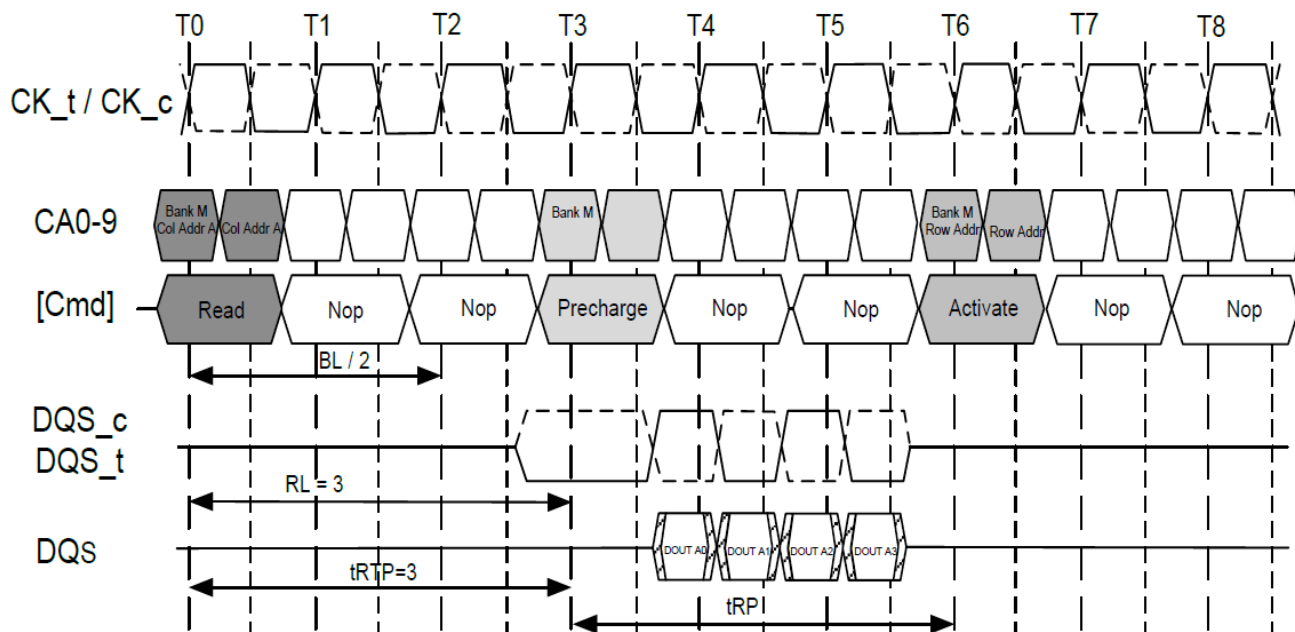 T0 T1 T2 T3 T4 T5 T6 T7 T8
CK_t / CK_c
CA0-9
Bank M
Col Addr A
Col Addr A
Bank M
Bank M
Row Addr
Row Addr
[Cmd]
Read Nop Nop Precharge Nop Nop Activate Nop Nop
BL / 2
DQS_c
DQS_t
RL = 3
DQs
DOUT A0 DOUT A1 DOUT A2 DOUT A3
tRTP=3
tRP